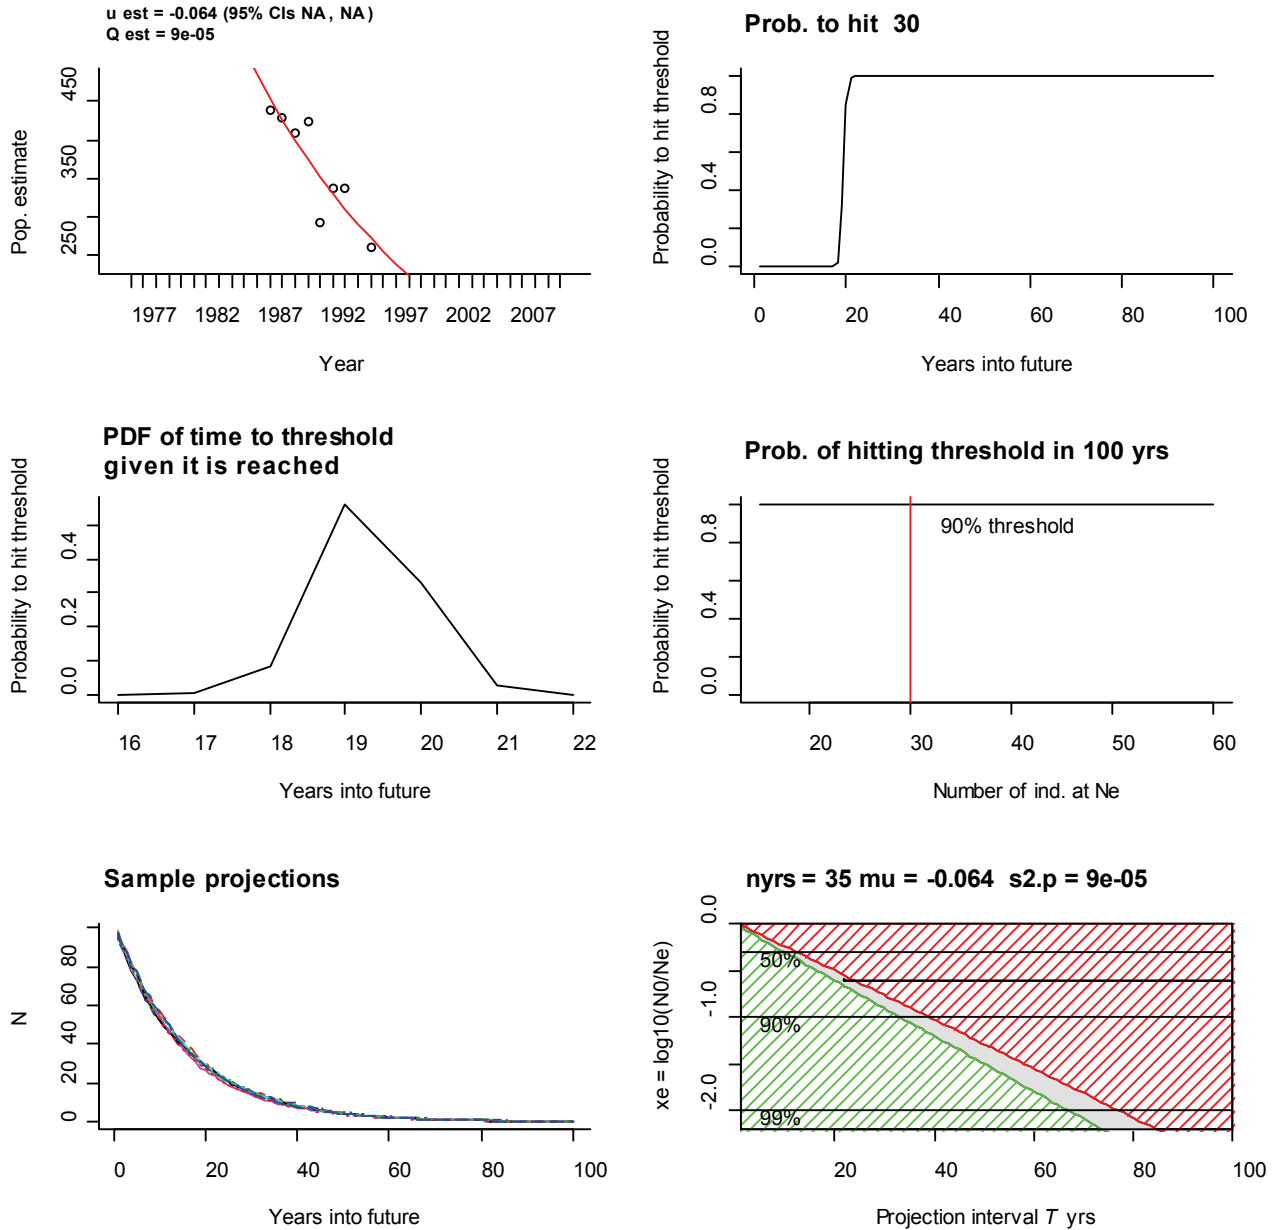 u est = -0.064 (95% CIs NA, NA)
Q est = 9e-05
Pop. estimate
450
350
250
1977 1982 1987 1992 1997 2002 2007
Year
Prob. to hit 30
Probability to hit threshold
0.8
0.4
0.0
0 20 40 60 80 100
Years into future
PDF of time to threshold
given it is reached
Probability to hit threshold
0.4
0.2
0.0
16 17 18 19 20 21 22
Years into future
Prob. of hitting threshold in 100 yrs
Probability to hit threshold
0.8
0.4
0.0
90% threshold
20 30 40 50 60
Number of ind. at Ne
Sample projections
N
80
60
40
20
0
0 20 40 60 80 100
Years into future
nyrs = 35 mu = -0.064 s2.p = 9e-05
xe = log10(N0/Ne)
0.0
-1.0
-2.0
50%
90%
99%
20 40 60 80 100
Projection interval T yrs